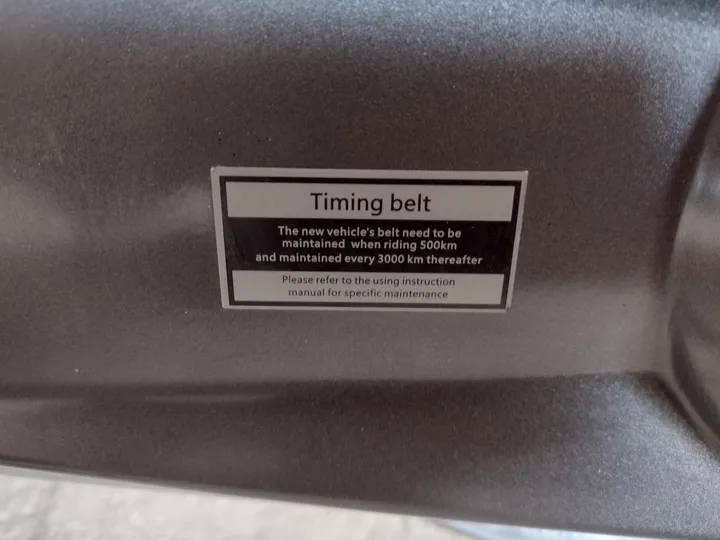 Timing belt
The new vehicle's belt need to be
maintained when riding 500km
and maintained every 3000 km thereafter
Please refer to the using instruction
manual for specific maintenance